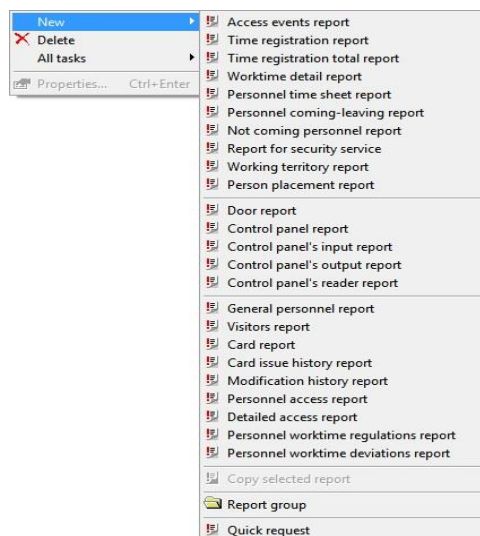 New
Delete
All tasks
Properties... Ctrl+Enter
Access events report
Time registration report
Time registration total report
Worktime detail report
Personnel time sheet report
Personnel coming-leaving report
Not coming personnel report
Report for security service
Working territory report
Person placement report
Door report
Control panel report
Control panel's input report
Control panel's output report
Control panel's reader report
General personnel report
Visitors report
Card report
Card issue history report
Modification history report
Personnel access report
Detailed access report
Personnel worktime regulations report
Personnel worktime deviations report
Copy selected report
Report group
Quick request